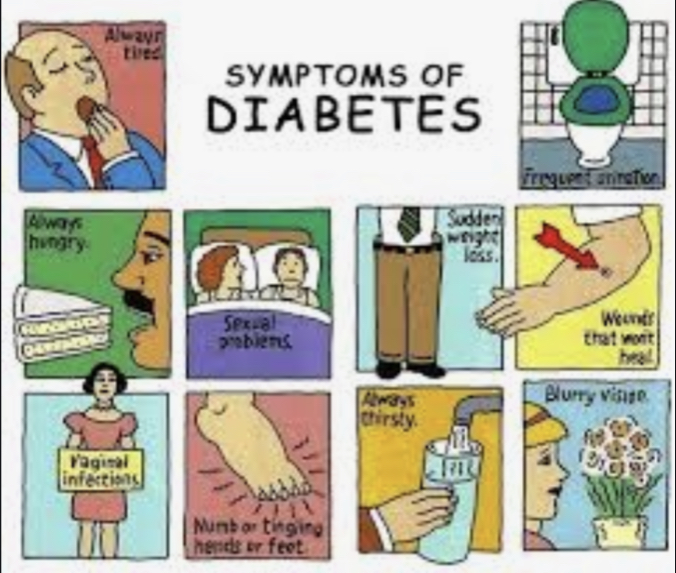 Always
tired.
SYMPTOMS OF
DIABETES
Frequent urination.
Always
hungry.
Sexual
problems.
Sudden
weight
loss.
Wounds
that won't
heal.
Vaginal
infections.
Numb or tingling
hands or feet.
Always
thirsty.
Blurry vision.